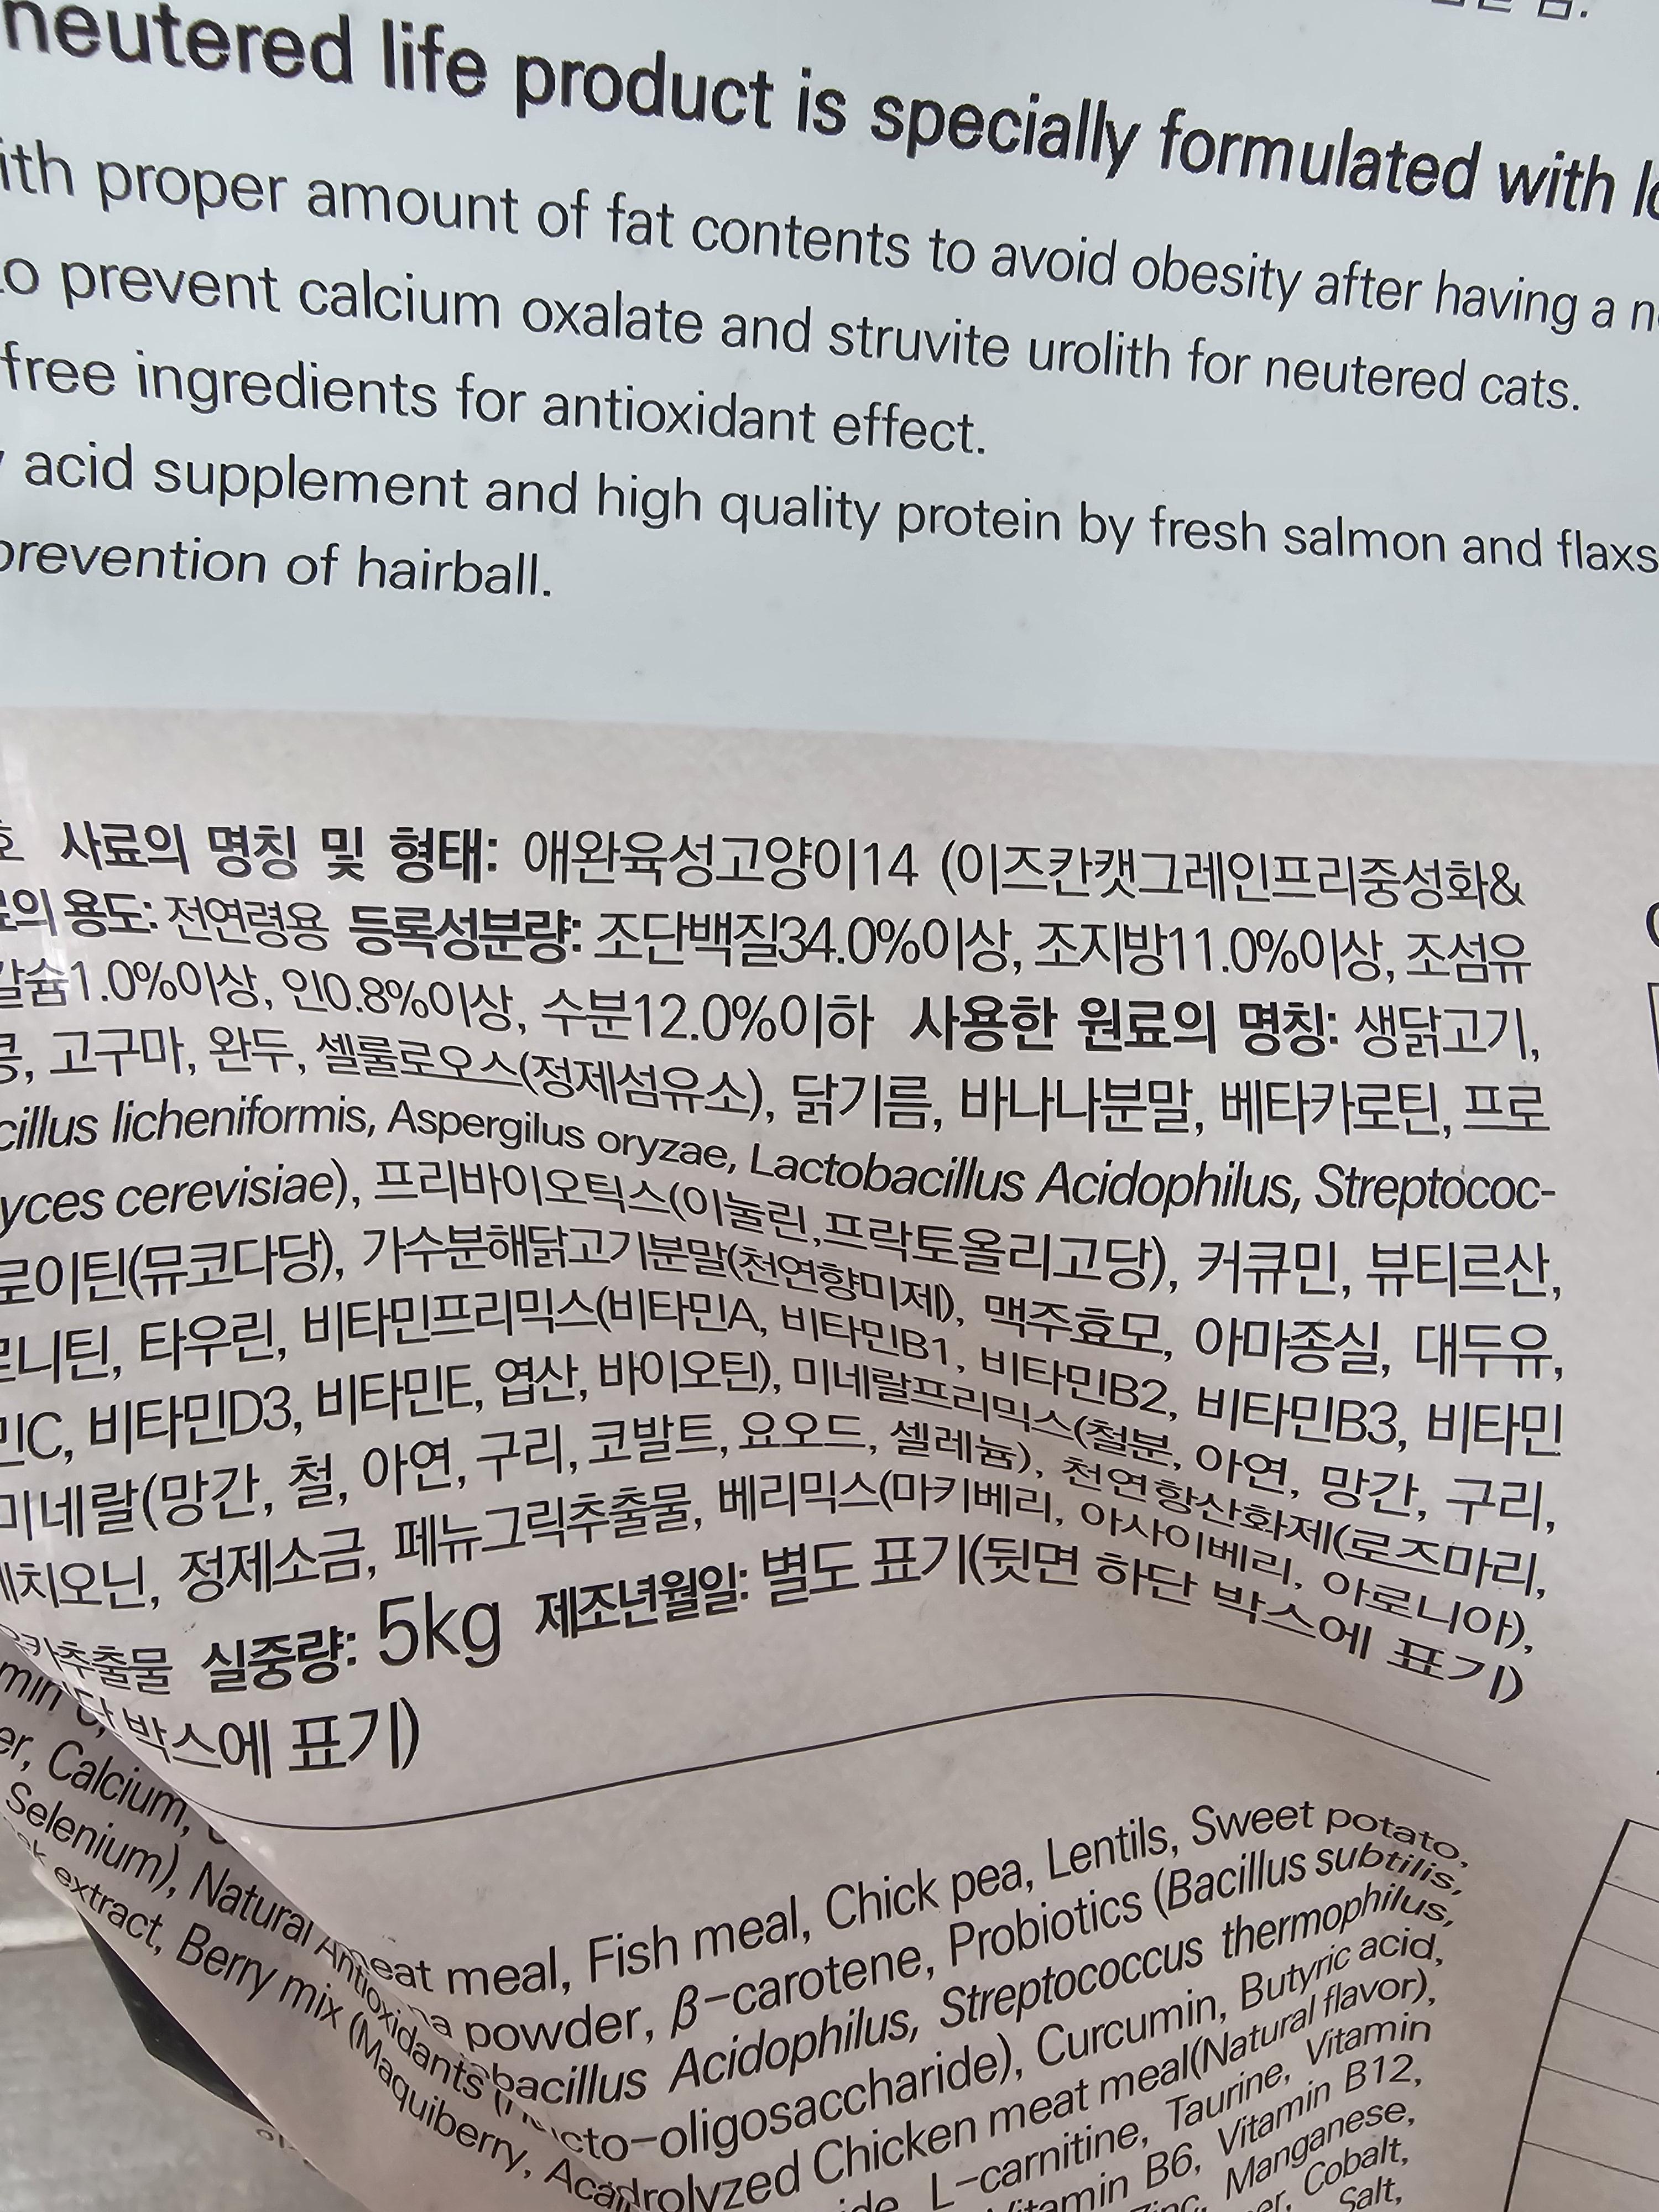 neutered life product is specially formulated with
with proper amount of fat contents to avoid obesity after having a
to prevent calcium oxalate and struvite urolith for neutered cats.
free ingredients for antioxidant effect.
acid supplement and high quality protein by fresh salmon and flaxs
prevention of hairball.
호 사료의 명칭 및 형태: 애완육성고양이14 (이즈칸캣그레인프리중성화&
의 용도: 전연령용 등록성분량: 조단백질34.0%이상, 조지방11.0%이상, 조섬유
칼슘1.0%이상, 인0.8%이상, 수분12.0%이하 사용한 원료의 명칭: 생닭고기,
콩, 고구마, 완두, 셀룰로오스(정제섬유소), 닭기름, 바나나분말, 베타카로틴, 프로
cillus licheniformis, Aspergilus oryzae, Lactobacillus Acidophilus, Streptococ-
yces cerevisiae), 프리바이오틱스(이눌린,프락토올리고당), 커큐민, 뷰티르산,
로이틴(뮤코다당), 가수분해닭고기분말(천연향미제), 맥주효모, 아마종실, 대두유,
르니틴, 타우린, 비타민프리믹스(비타민A, 비타민B1, 비타민B2, 비타민B3, 비타민
민C, 비타민D3, 비타민E, 엽산, 바이오틴), 미네랄프리믹스(철분, 아연, 망간, 구리,
미네랄(망간, 철, 아연, 구리, 코발트, 요오드, 셀레늄), 천연항산화제(로즈마리,
메치오닌, 정제소금, 페뉴그릭추출물, 베리믹스(마키베리, 아사이베리, 아로니아),
유카추출물 실중량: 5kg 제조년월일: 별도 표기(뒷면 하단 박스에 표기)
단 박스에 표기)
min C,
er, Calcium,
Selenium), Natural Antioxidants
extract, Berry mix (Maquiberry, Acai
meat meal, Fish meal, Chick pea, Lentils, Sweet potato,
powder, β-carotene, Probiotics (Bacillus subtilis,
bacillus Acidophilus, Streptococcus thermophilus,
cto-oligosaccharide), Curcumin, Butyric acid,
drolyzed Chicken meat meal(Natural flavor),
ide, L-carnitine, Taurine, Vitamin
Vitamin B6, Vitamin B12,
Zinc, Manganese,
er, Cobalt,
Salt,